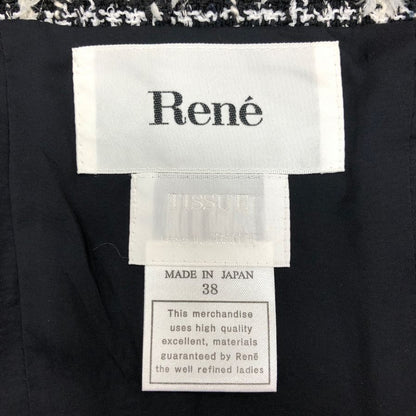 René
TISSU
MADE IN JAPAN
38
This merchandise
uses high quality
excellent, materials
guaranteed by René
the well refined ladies